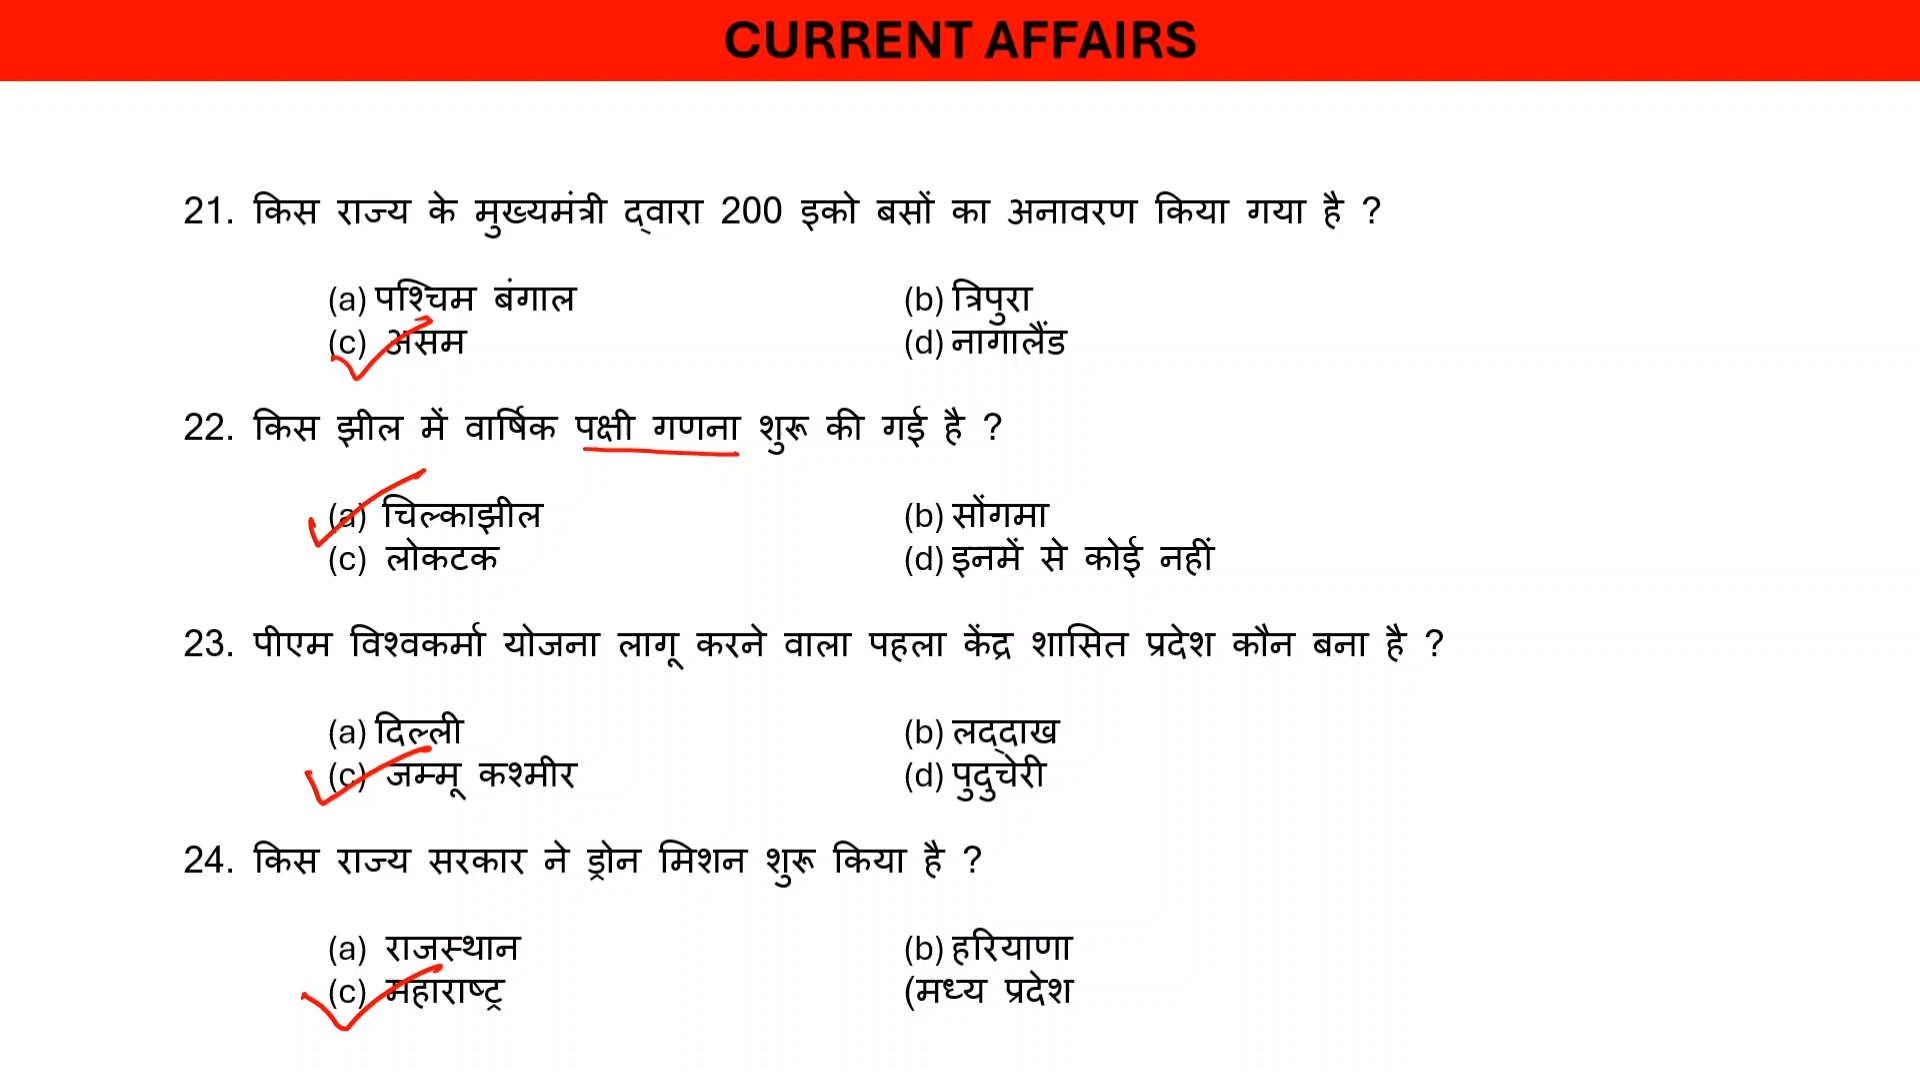 CURRENT AFFAIRS
21. किस राज्य के मुख्यमंत्री द्वारा 200 इको बसों का अनावरण किया गया है ?
(a) पश्चिम बंगाल (b) त्रिपुरा
(c) असम (d) नागालैंड
22. किस झील में वार्षिक पक्षी गणना शुरू की गई है ?
(a) चिल्काझील (b) सोंगमा
(c) लोकटक (d) इनमें से कोई नहीं
23. पीएम विश्वकर्मा योजना लागू करने वाला पहला केंद्र शासित प्रदेश कौन बना है ?
(a) दिल्ली (b) लद्दाख
(c) जम्मू कश्मीर (d) पुदुचेरी
24. किस राज्य सरकार ने ड्रोन मिशन शुरू किया है ?
(a) राजस्थान (b) हरियाणा
(c) महाराष्ट्र (मध्य प्रदेश